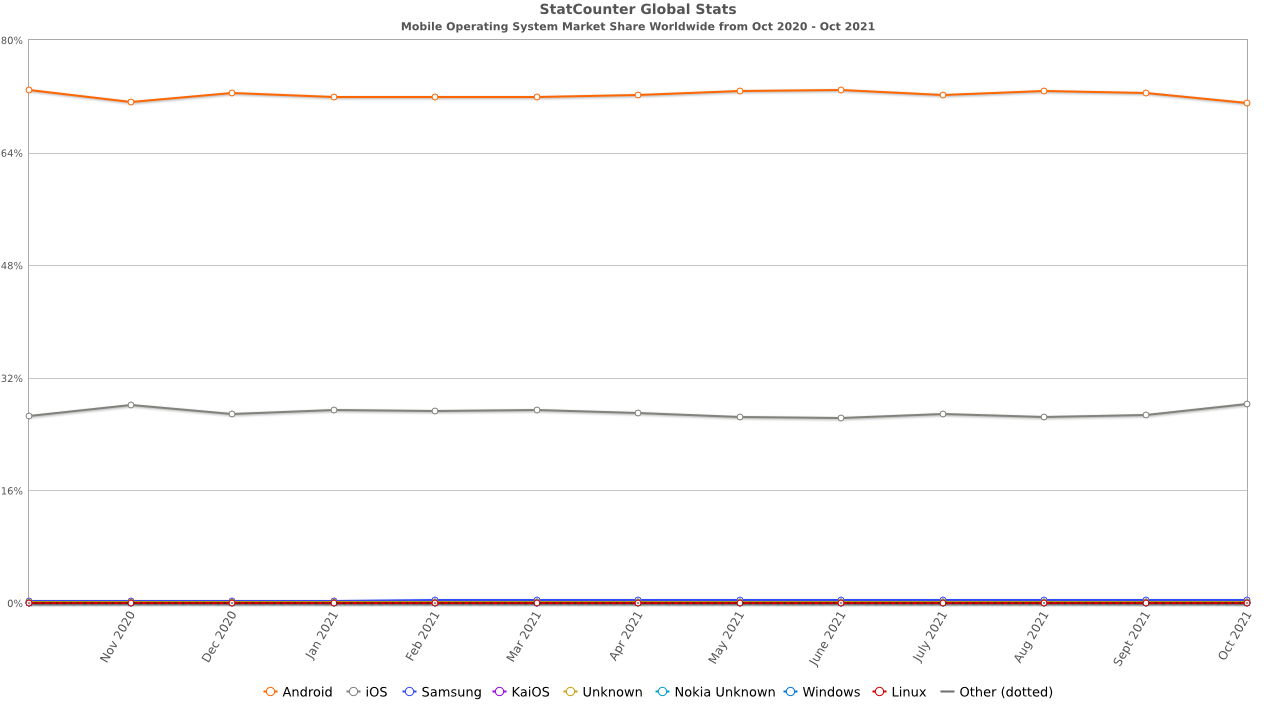 StatCounter Global Stats
Mobile Operating System Market Share Worldwide from Oct 2020 - Oct 2021
80%
64%
48%
32%
16%
0%
Nov 2020 Dec 2020 Jan 2021 Feb 2021 Mar 2021 Apr 2021 May 2021 June 2021 July 2021 Aug 2021 Sept 2021 Oct 2021
Android iOS Samsung KaiOS Unknown Nokia Unknown Windows Linux Other (dotted)